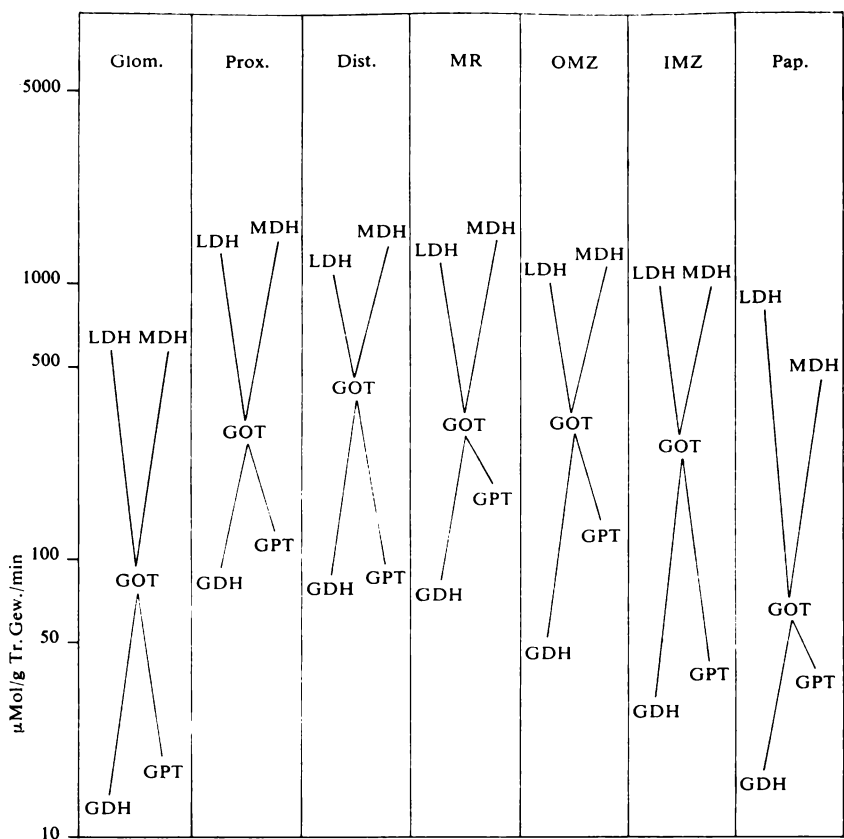 Glom. Prox. Dist. MR OMZ IMZ Pap.
5000
MDH MDH MDH
LDH LDH
MDH
LDH LDH LDH MDH
1000
LDH
LDH MDH
500 MDH
GOT
GOT GOT GOT
GOT
GPT
GPT GPT
100
GOT GDH GDH GPT GDH
GOT
50
GDH
GPT GPT
GDH
GPT
GDH
GDH
10
µMol/g Tr.Gew./min